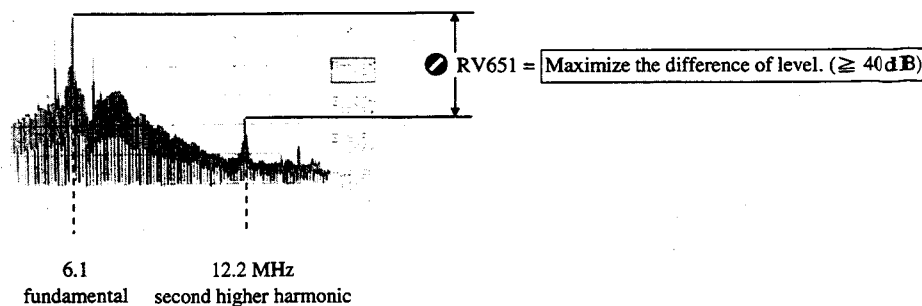 RV651 = Maximize the difference of level. (≧ 40dB)
6.1 12.2 MHz
fundamental second higher harmonic